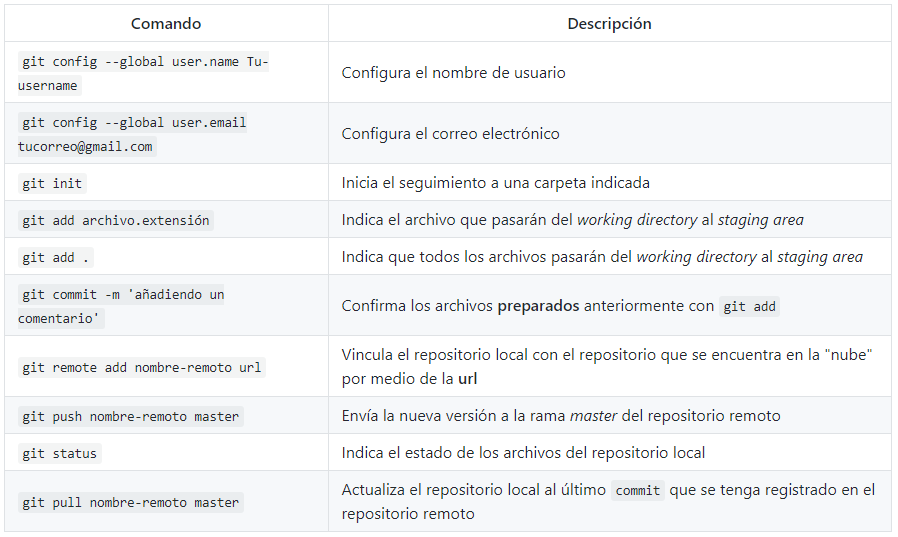 Comando
Descripción
git config --global user.name Tu-
username
Configura el nombre de usuario
git config --global user.email
tucorreo@gmail.com
Configura el correo electrónico
git init
Inicia el seguimiento a una carpeta indicada
git add archivo.extensión
Indica el archivo que pasarán del working directory al staging area
git add .
Indica que todos los archivos pasarán del working directory al staging area
git commit -m 'añadiendo un
comentario'
Confirma los archivos preparados anteriormente con git add
git remote add nombre-remoto url
Vincula el repositorio local con el repositorio que se encuentra en la "nube"
por medio de la url
git push nombre-remoto master
Envía la nueva versión a la rama master del repositorio remoto
git status
Indica el estado de los archivos del repositorio local
git pull nombre-remoto master
Actualiza el repositorio local al último commit que se tenga registrado en el
repositorio remoto